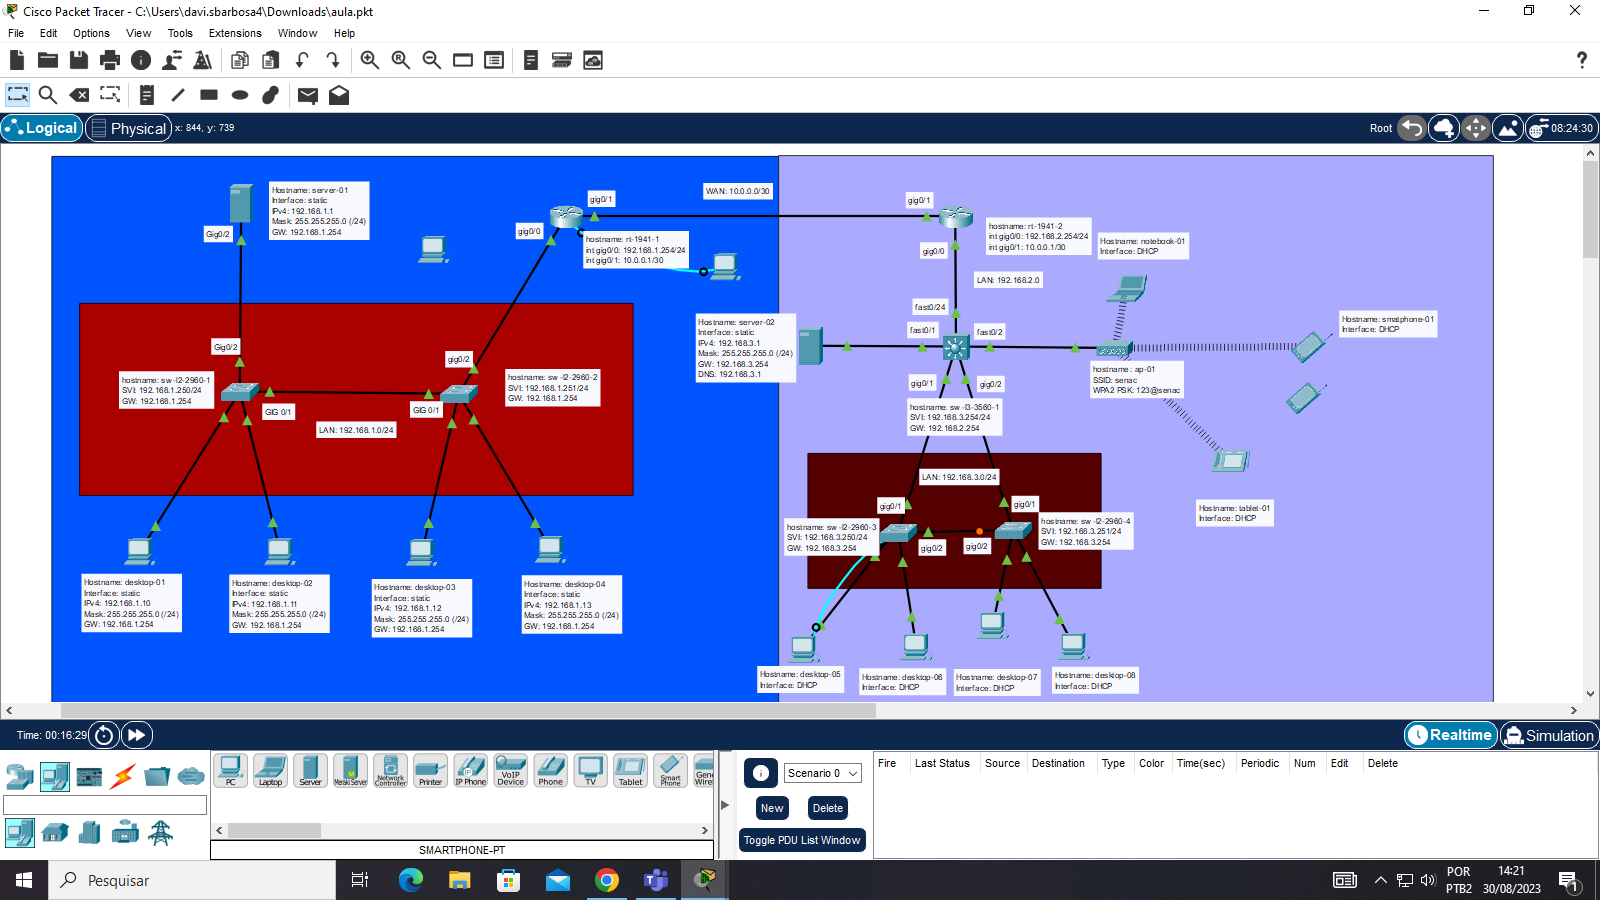 Cisco Packet Tracer - C:\Users\davi.sbarbosa4\Downloads\aula.pkt
File Edit Options View Tools Extensions Window Help
Logical Physical x: 844, y: 739 Root 08:24:30
Hostname: server-01
Interface: static
IPv4: 192.168.1.1
Mask: 255.255.255.0 (/24)
GW: 192.168.1.254
Gig0/2
gig0/1
gig0/0
WAN: 10.0.0.0/30
hostname: rt-1941-1
int gig0/0: 192.168.1.254/24
int gig0/1: 10.0.0.1/30
gig0/1
gig0/0
hostname: rt-1941-2
int gig0/0: 192.168.2.254/24
int gig0/1: 10.0.0.1/30
Hostname: notebook-01
Interface: DHCP
LAN: 192.168.2.0
fast0/24
fast0/1
fast0/2
Hostname: server-02
Interface: static
IPv4: 192.168.3.1
Mask: 255.255.255.0 (/24)
GW: 192.168.3.254
DNS: 192.168.3.1
Hostname: smatphone-01
Interface: DHCP
Gig0/2
gig0/2
hostname: sw-l2-2960-1
SVI: 192.168.1.250/24
GW: 192.168.1.254
GIG 0/1
GIG 0/1
hostname: sw-l2-2960-2
SVI: 192.168.1.251/24
GW: 192.168.1.254
LAN: 192.168.1.0/24
gig0/1
gig0/2
hostname: ap-01
SSID: senac
WPA2 PSK: 123@senac
hostname: sw-l3-3560-1
SVI: 192.168.3.254/24
GW: 192.168.2.254
LAN: 192.168.3.0/24
gig0/1
gig0/1
hostname: sw-l2-2960-3
SVI: 192.168.3.250/24
GW: 192.168.3.254
gig0/2
gig0/2
hostname: sw-l2-2960-4
SVI: 192.168.3.251/24
GW: 192.168.3.254
Hostname: tablet-01
Interface: DHCP
Hostname: desktop-01
Interface: static
IPv4: 192.168.1.10
Mask: 255.255.255.0 (/24)
GW: 192.168.1.254
Hostname: desktop-02
Interface: static
IPv4: 192.168.1.11
Mask: 255.255.255.0 (/24)
GW: 192.168.1.254
Hostname: desktop-03
Interface: static
IPv4: 192.168.1.12
Mask: 255.255.255.0 (/24)
GW: 192.168.1.254
Hostname: desktop-04
Interface: static
IPv4: 192.168.1.13
Mask: 255.255.255.0 (/24)
GW: 192.168.1.254
Hostname: desktop-05
Interface: DHCP
Hostname: desktop-06
Interface: DHCP
Hostname: desktop-07
Interface: DHCP
Hostname: desktop-08
Interface: DHCP
Time: 00:16:29 Realtime Simulation
PC Laptop Server Meraki Server Network Controller Printer IP Phone VoIP Device Phone TV Tablet Smart Phone
SMARTPHONE-PT
Scenario 0
New Delete
Toggle PDU List Window
Fire Last Status Source Destination Type Color Time(sec) Periodic Num Edit Delete
Pesquisar
POR
PTB2
14:21
30/08/2023
1